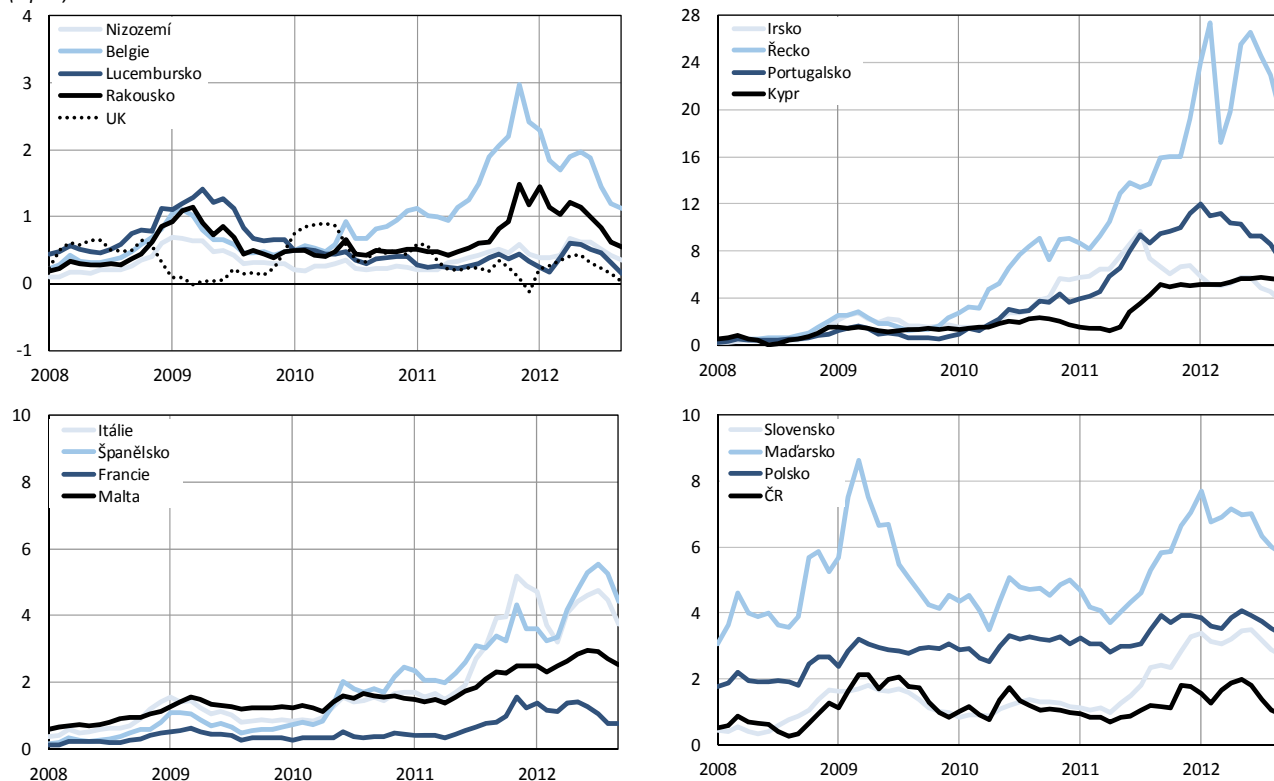 4
3
2
1
0
-1
Nizozemí
Belgie
Lucembursko
Rakousko
UK
2008 2009 2010 2011 2012
28
24
20
16
12
8
4
0
Irsko
Řecko
Portugalsko
Kypr
2008 2009 2010 2011 2012
10
8
6
4
2
0
Itálie
Španělsko
Francie
Malta
2008 2009 2010 2011 2012
10
8
6
4
2
0
Slovensko
Maďarsko
Polsko
ČR
2008 2009 2010 2011 2012